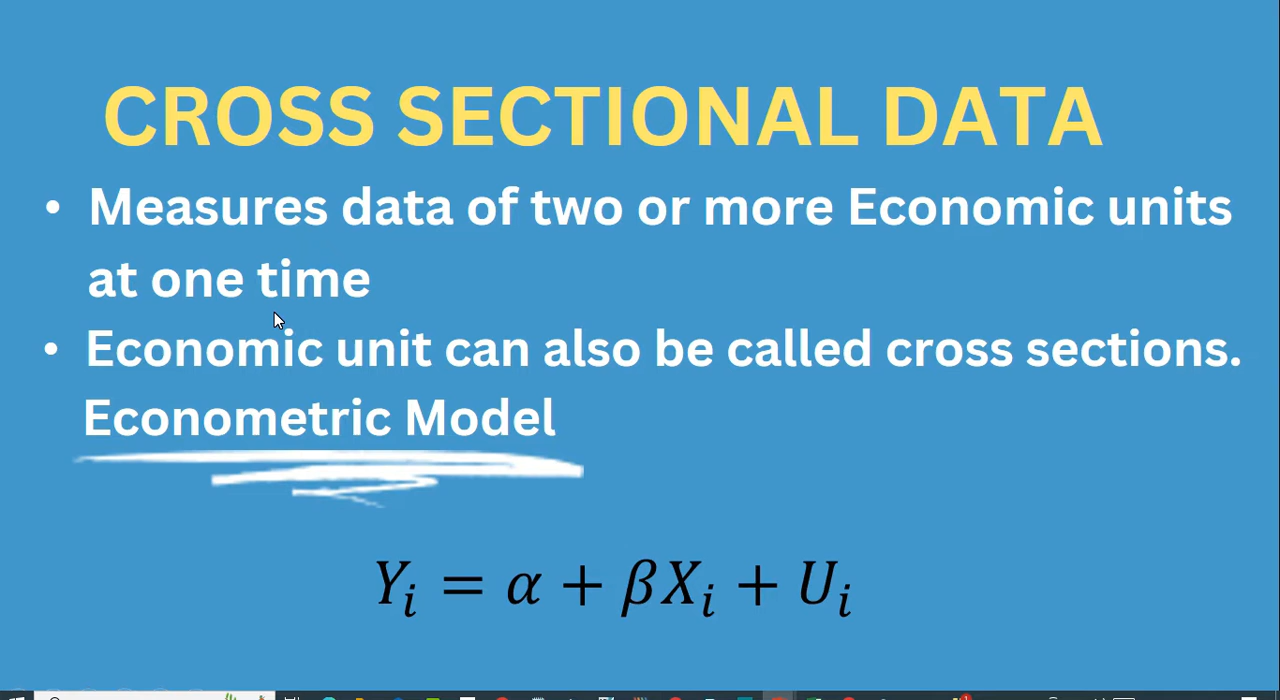 CROSS SECTIONAL DATA
• Measures data of two or more Economic units
at one time
• Economic unit can also be called cross sections.
Econometric Model
Yᵢ = α + βXᵢ + Uᵢ